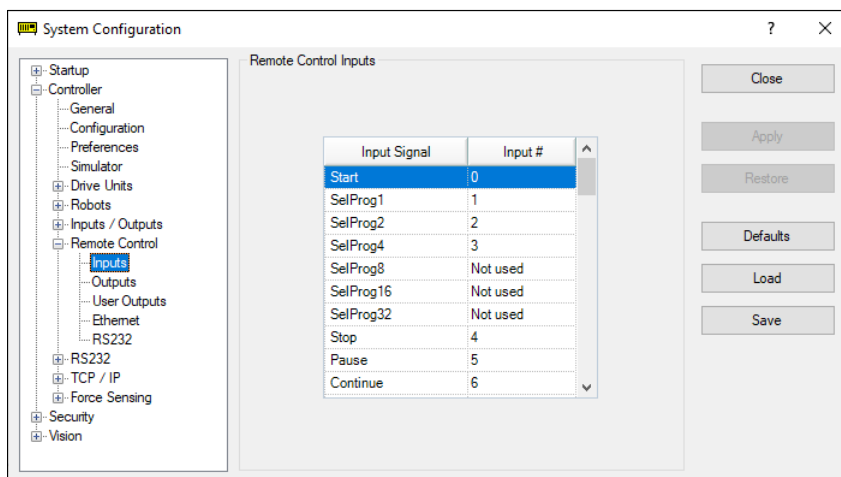 System Configuration
?
Startup
Controller
General
Configuration
Preferences
Simulator
Drive Units
Robots
Inputs / Outputs
Remote Control
Inputs
Outputs
User Outputs
Ethernet
RS232
RS232
TCP / IP
Force Sensing
Security
Vision
Remote Control Inputs
Input Signal Input #
Start 0
SelProg1 1
SelProg2 2
SelProg4 3
SelProg8 Not used
SelProg16 Not used
SelProg32 Not used
Stop 4
Pause 5
Continue 6
Close
Apply
Restore
Defaults
Load
Save